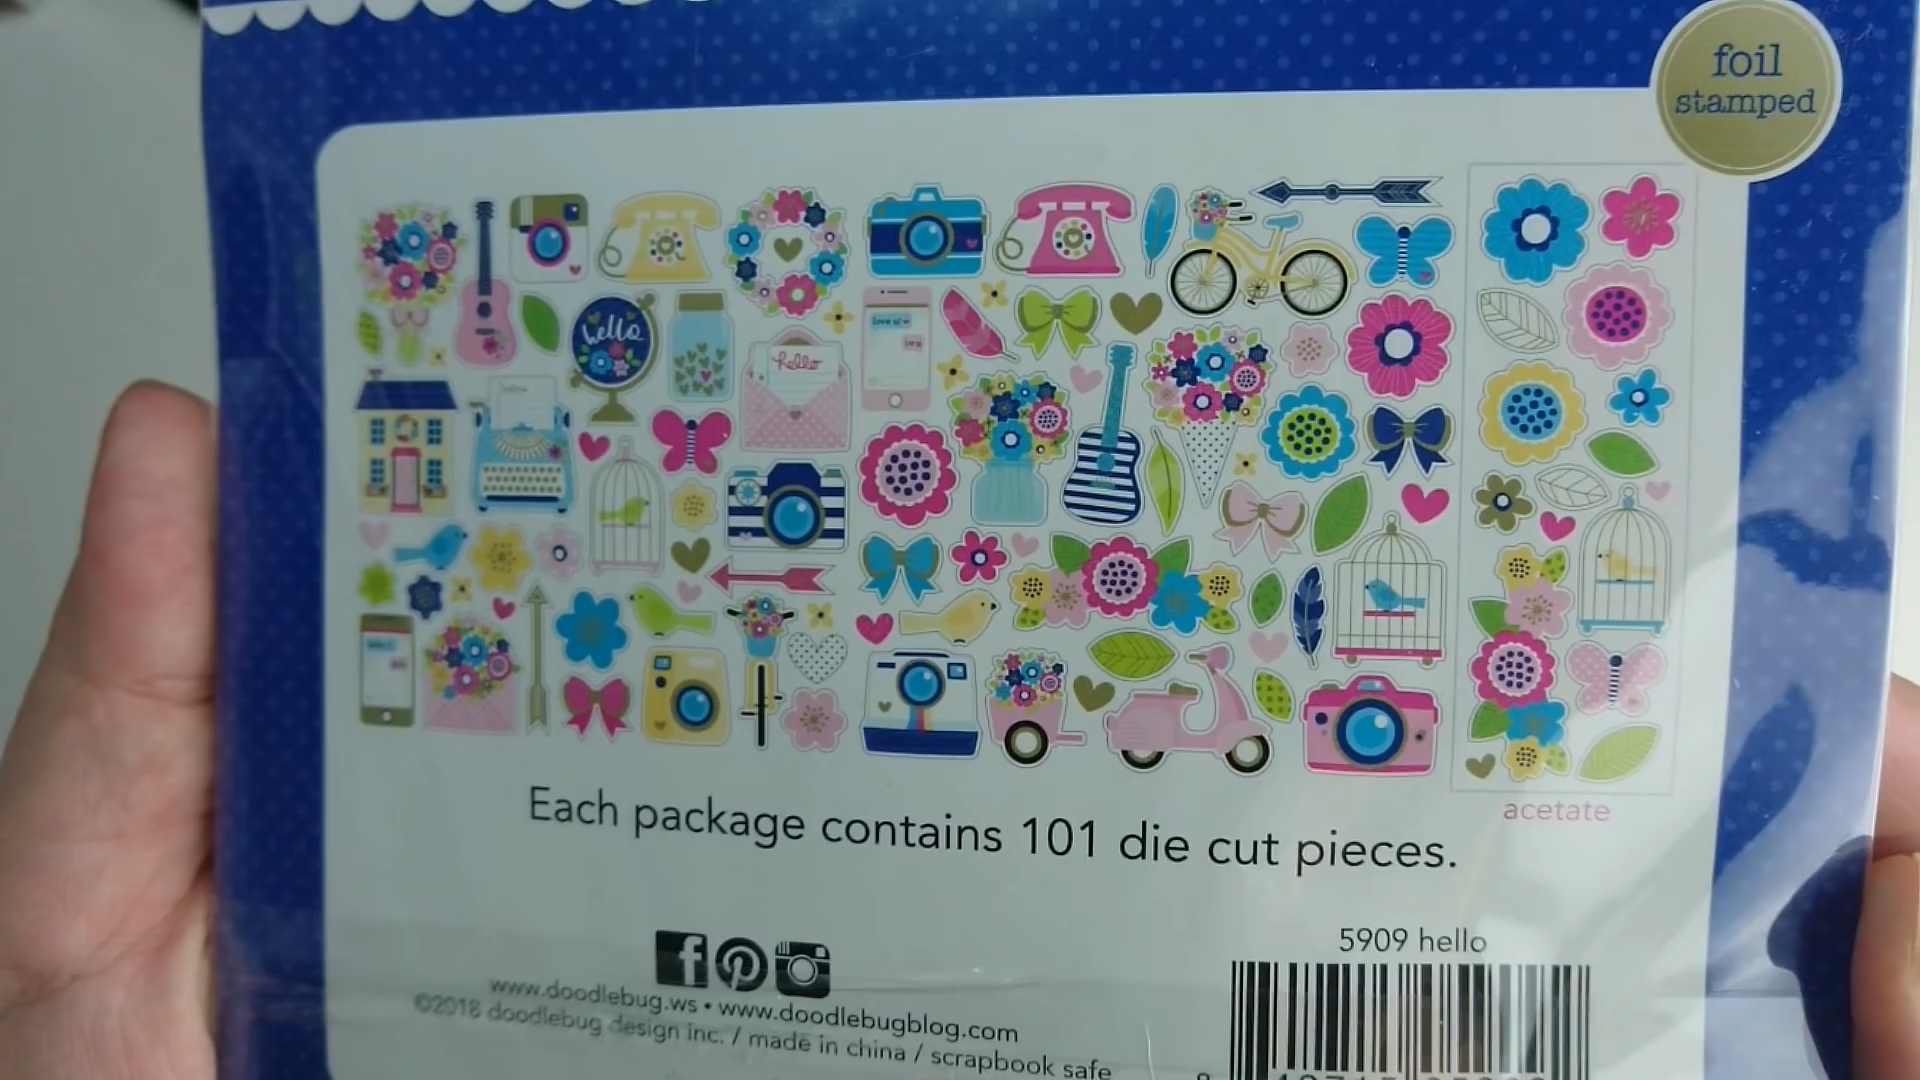 foil
stamped
hello
hello
love u!
acetate
Each package contains 101 die cut pieces.
5909 hello
www.doodlebug.ws • www.doodlebugblog.com
©2018 doodlebug design inc. / made in china / scrapbook safe